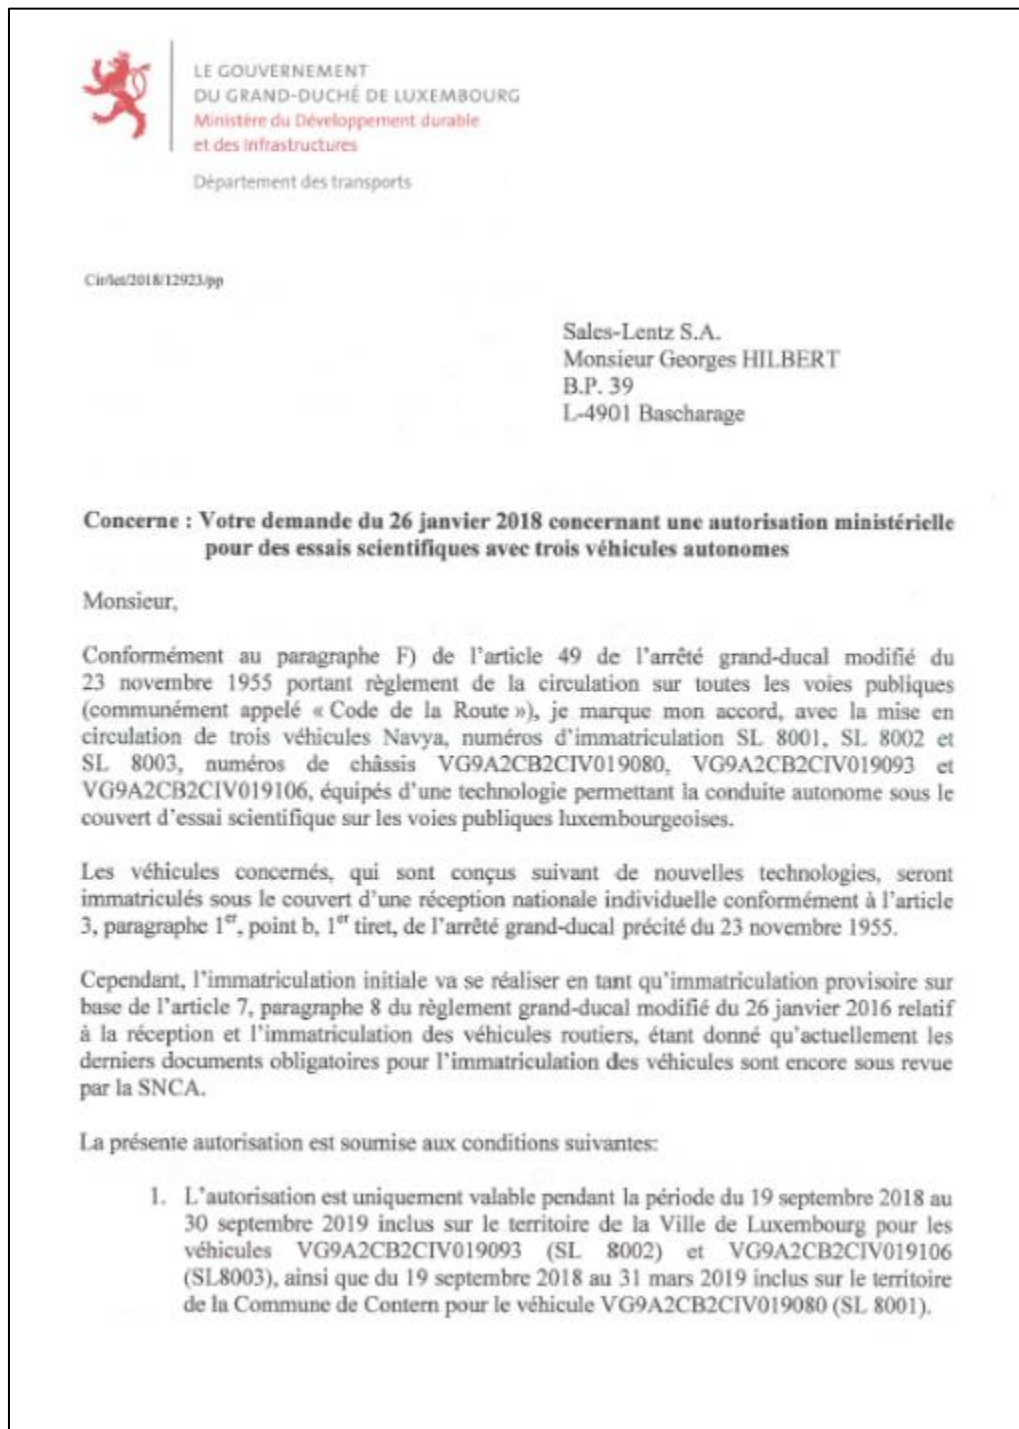 LE GOUVERNEMENT
DU GRAND-DUCHÉ DE LUXEMBOURG
Ministère du Développement durable
et des Infrastructures
Département des transports
Cir/let/2018/12923/pp
Sales-Lentz S.A.
Monsieur Georges HILBERT
B.P. 39
L-4901 Bascharage
Concerne : Votre demande du 26 janvier 2018 concernant une autorisation ministérielle
pour des essais scientifiques avec trois véhicules autonomes
Monsieur,
Conformément au paragraphe F) de l'article 49 de l'arrêté grand-ducal modifié du
23 novembre 1955 portant règlement de la circulation sur toutes les voies publiques
(communément appelé « Code de la Route »), je marque mon accord, avec la mise en
circulation de trois véhicules Navya, numéros d'immatriculation SL 8001, SL 8002 et
SL 8003, numéros de châssis VG9A2CB2CIV019080, VG9A2CB2CIV019093 et
VG9A2CB2CIV019106, équipés d'une technologie permettant la conduite autonome sous le
couvert d'essai scientifique sur les voies publiques luxembourgeoises.
Les véhicules concernés, qui sont conçus suivant de nouvelles technologies, seront
immatriculés sous le couvert d'une réception nationale individuelle conformément à l'article
3, paragraphe 1er, point b, 1er tiret, de l'arrêté grand-ducal précité du 23 novembre 1955.
Cependant, l'immatriculation initiale va se réaliser en tant qu'immatriculation provisoire sur
base de l'article 7, paragraphe 8 du règlement grand-ducal modifié du 26 janvier 2016 relatif
à la réception et l'immatriculation des véhicules routiers, étant donné qu'actuellement les
derniers documents obligatoires pour l'immatriculation des véhicules sont encore sous revue
par la SNCA.
La présente autorisation est soumise aux conditions suivantes:
1. L'autorisation est uniquement valable pendant la période du 19 septembre 2018 au
30 septembre 2019 inclus sur le territoire de la Ville de Luxembourg pour les
véhicules VG9A2CB2CIV019093 (SL 8002) et VG9A2CB2CIV019106
(SL8003), ainsi que du 19 septembre 2018 au 31 mars 2019 inclus sur le territoire
de la Commune de Contern pour le véhicule VG9A2CB2CIV019080 (SL 8001).